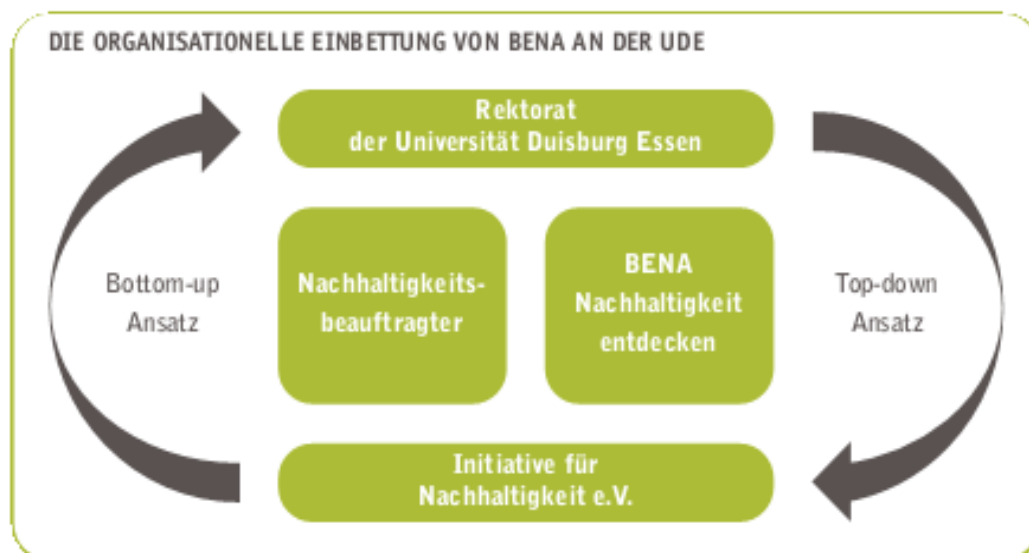 DIE ORGANISATIONELLE EINBETTUNG VON BENA AN DER UDE
Rektorat
der Universität Duisburg Essen
Bottom-up
Ansatz
Nachhaltigkeits-
beauftragter
BENA
Nachhaltigkeit
entdecken
Top-down
Ansatz
Initiative für
Nachhaltigkeit e.V.